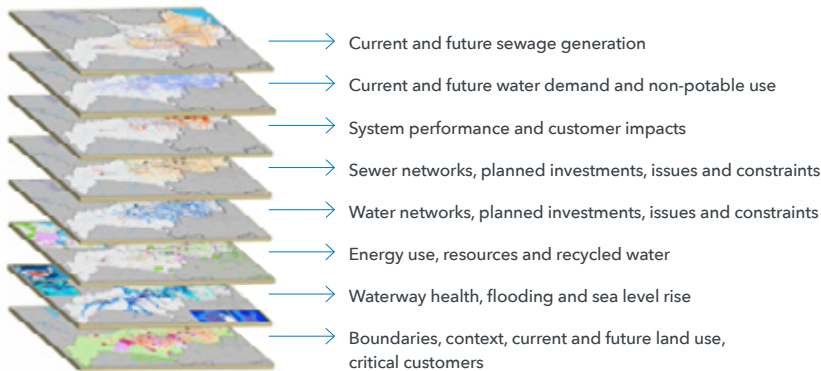 Current and future sewage generation
Current and future water demand and non-potable use
System performance and customer impacts
Sewer networks, planned investments, issues and constraints
Water networks, planned investments, issues and constraints
Energy use, resources and recycled water
Waterway health, flooding and sea level rise
Boundaries, context, current and future land use,
critical customers